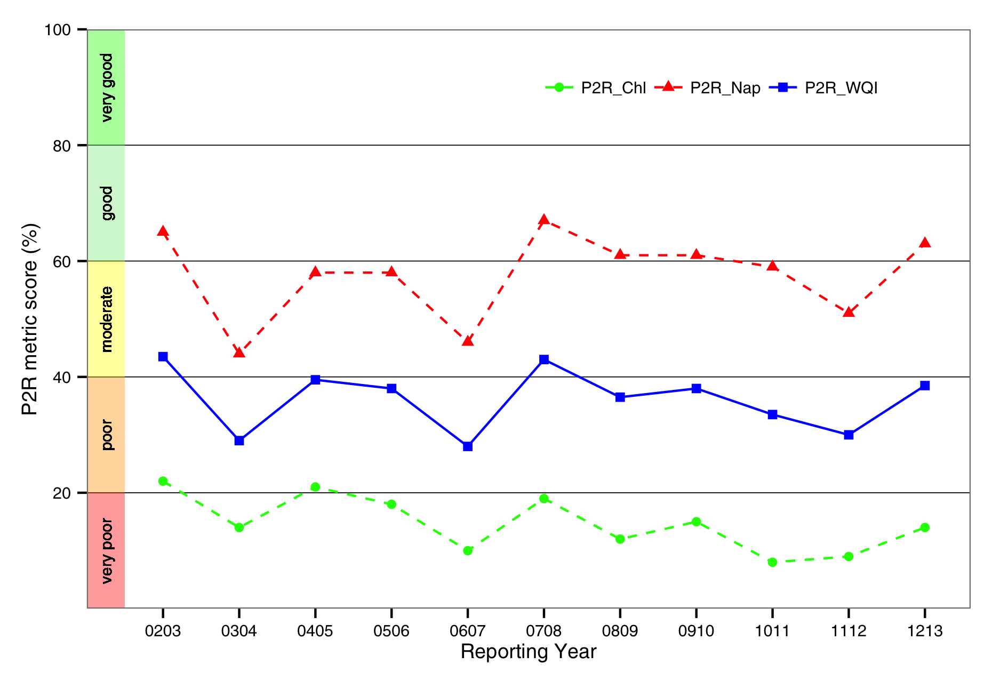 100
80
60
40
20
P2R metric score (%)
very good
good
moderate
poor
very poor
P2R_Chl P2R_Nap P2R_WQI
0203 0304 0405 0506 0607 0708 0809 0910 1011 1112 1213
Reporting Year